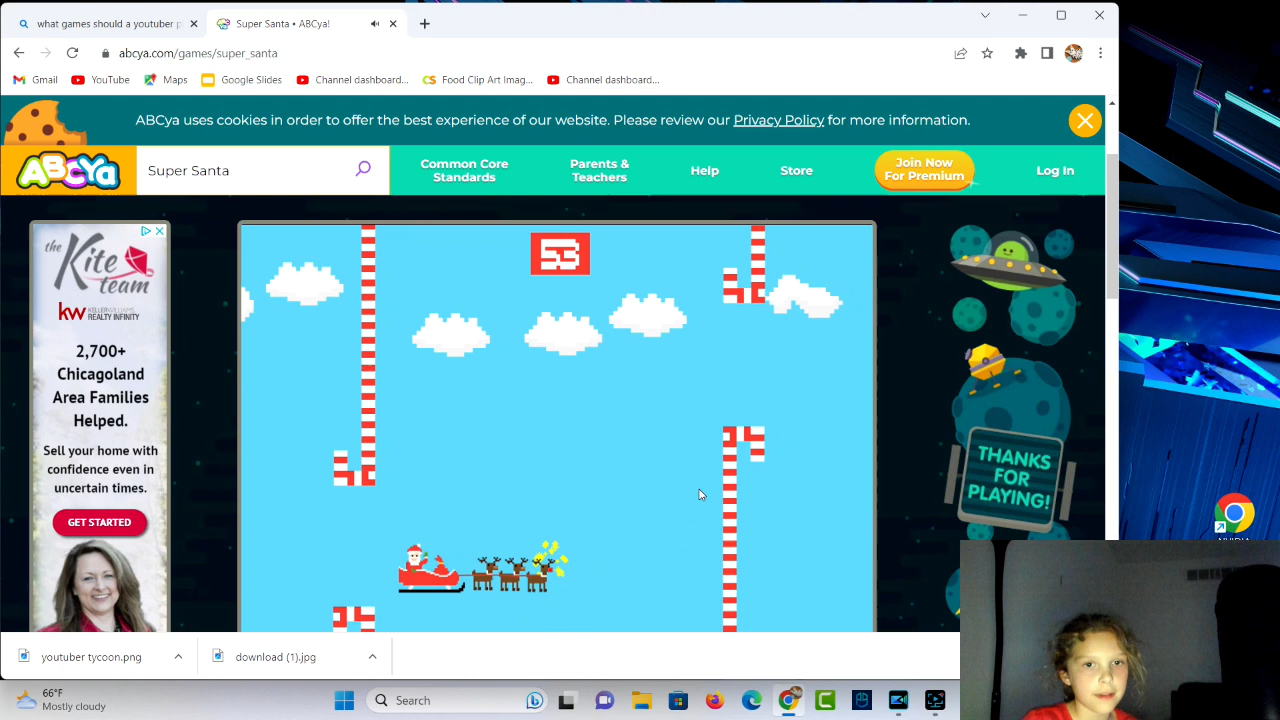 what games should a youtuber p
Super Santa • ABCya!
abcya.com/games/super_santa
Gmail
YouTube
Maps
Google Slides
Channel dashboard...
Food Clip Art Imag...
Channel dashboard...
ABCya uses cookies in order to offer the best experience of our website. Please review our Privacy Policy for more information.
ABCYa
Super Santa
Common Core
Standards
Parents &
Teachers
Help
Store
Join Now
For Premium
Log In
the
Kite
team
kw KELLERWILLIAMS
REALTY INFINITY
2,700+
Chicagoland
Area Families
Helped.
Sell your home with
confidence even in
uncertain times.
GET STARTED
53
THANKS
FOR
PLAYING!
youtuber tycoon.png
download (1).jpg
66°F
Mostly cloudy
Search